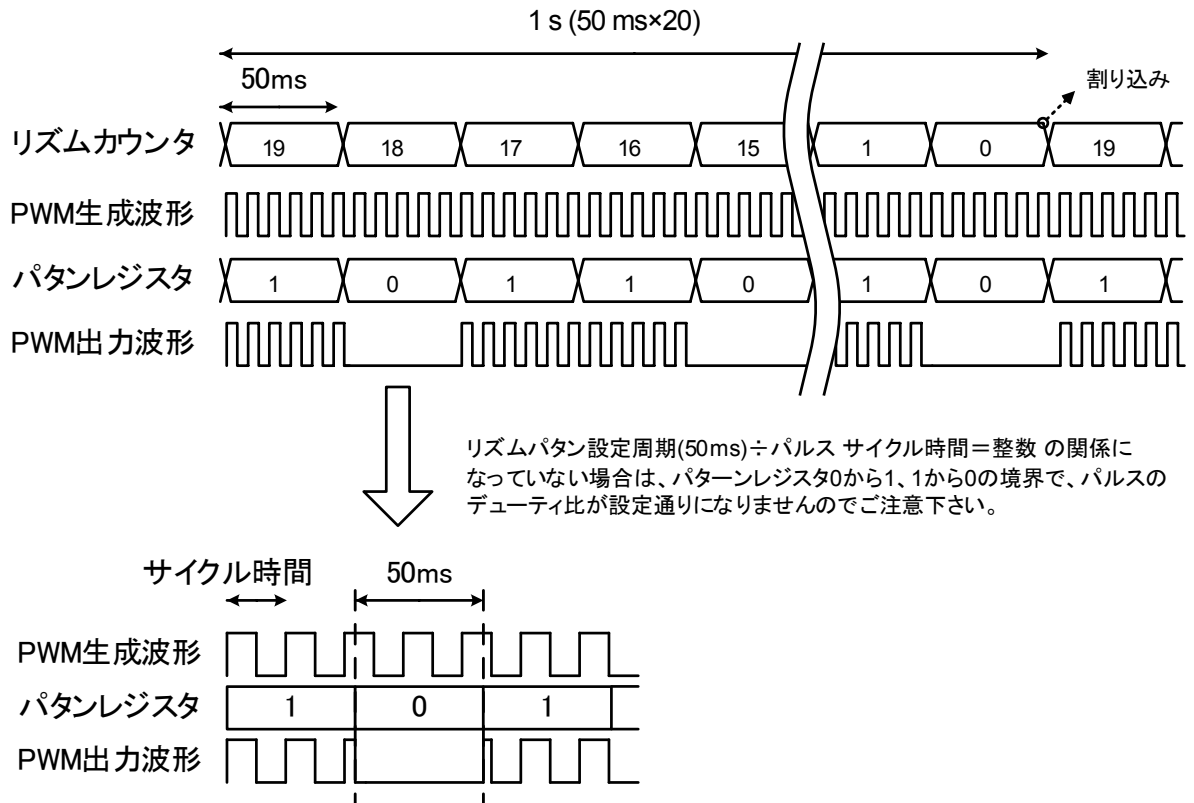 1 s (50 ms×20)
50ms
割り込み
リズムカウンタ 19 18 17 16 15 1 0 19
PWM生成波形
パタンレジスタ 1 0 1 1 0 1 0 1
PWM出力波形
リズムパタン設定周期(50ms)÷パルス サイクル時間＝整数 の関係に
なっていない場合は、パターンレジスタ0から1、1から0の境界で、パルスの
デューティ比が設定通りになりませんのでご注意下さい。
サイクル時間 50ms
PWM生成波形
パタンレジスタ 1 0 1
PWM出力波形